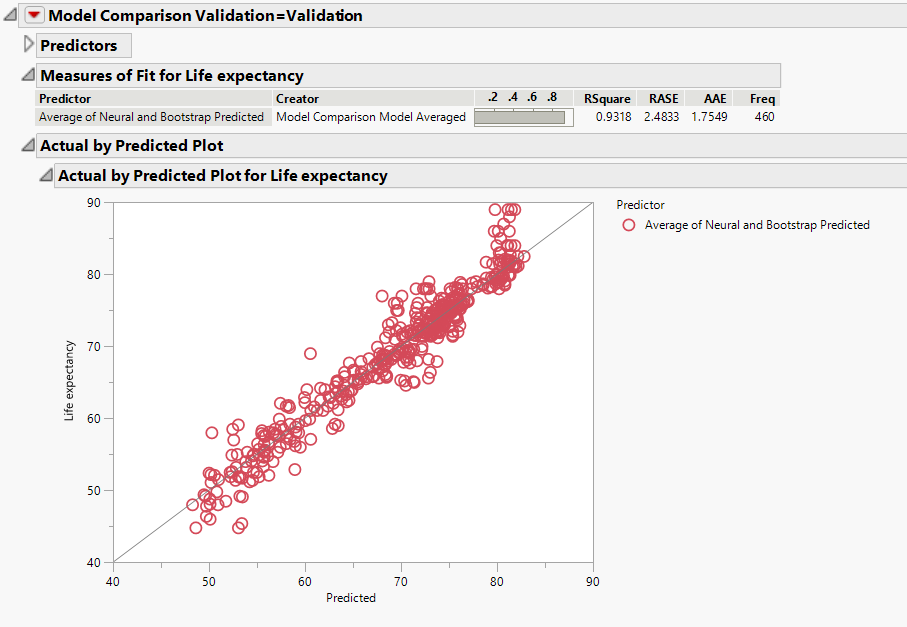 Model Comparison Validation=Validation
Predictors
Measures of Fit for Life expectancy
Predictor Creator .2 .4 .6 .8 RSquare RASE AAE Freq
Average of Neural and Bootstrap Predicted Model Comparison Model Averaged 0.9318 2.4833 1.7549 460
Actual by Predicted Plot
Actual by Predicted Plot for Life expectancy
90
80
70
60
50
40
Life expectancy
40 50 60 70 80 90
Predicted
Predictor
Average of Neural and Bootstrap Predicted